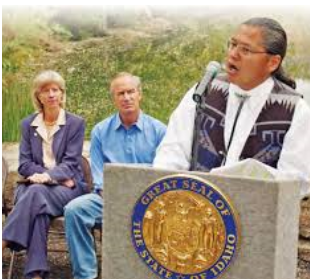 GREAT SEAL OF
THE STATE OF IDAHO